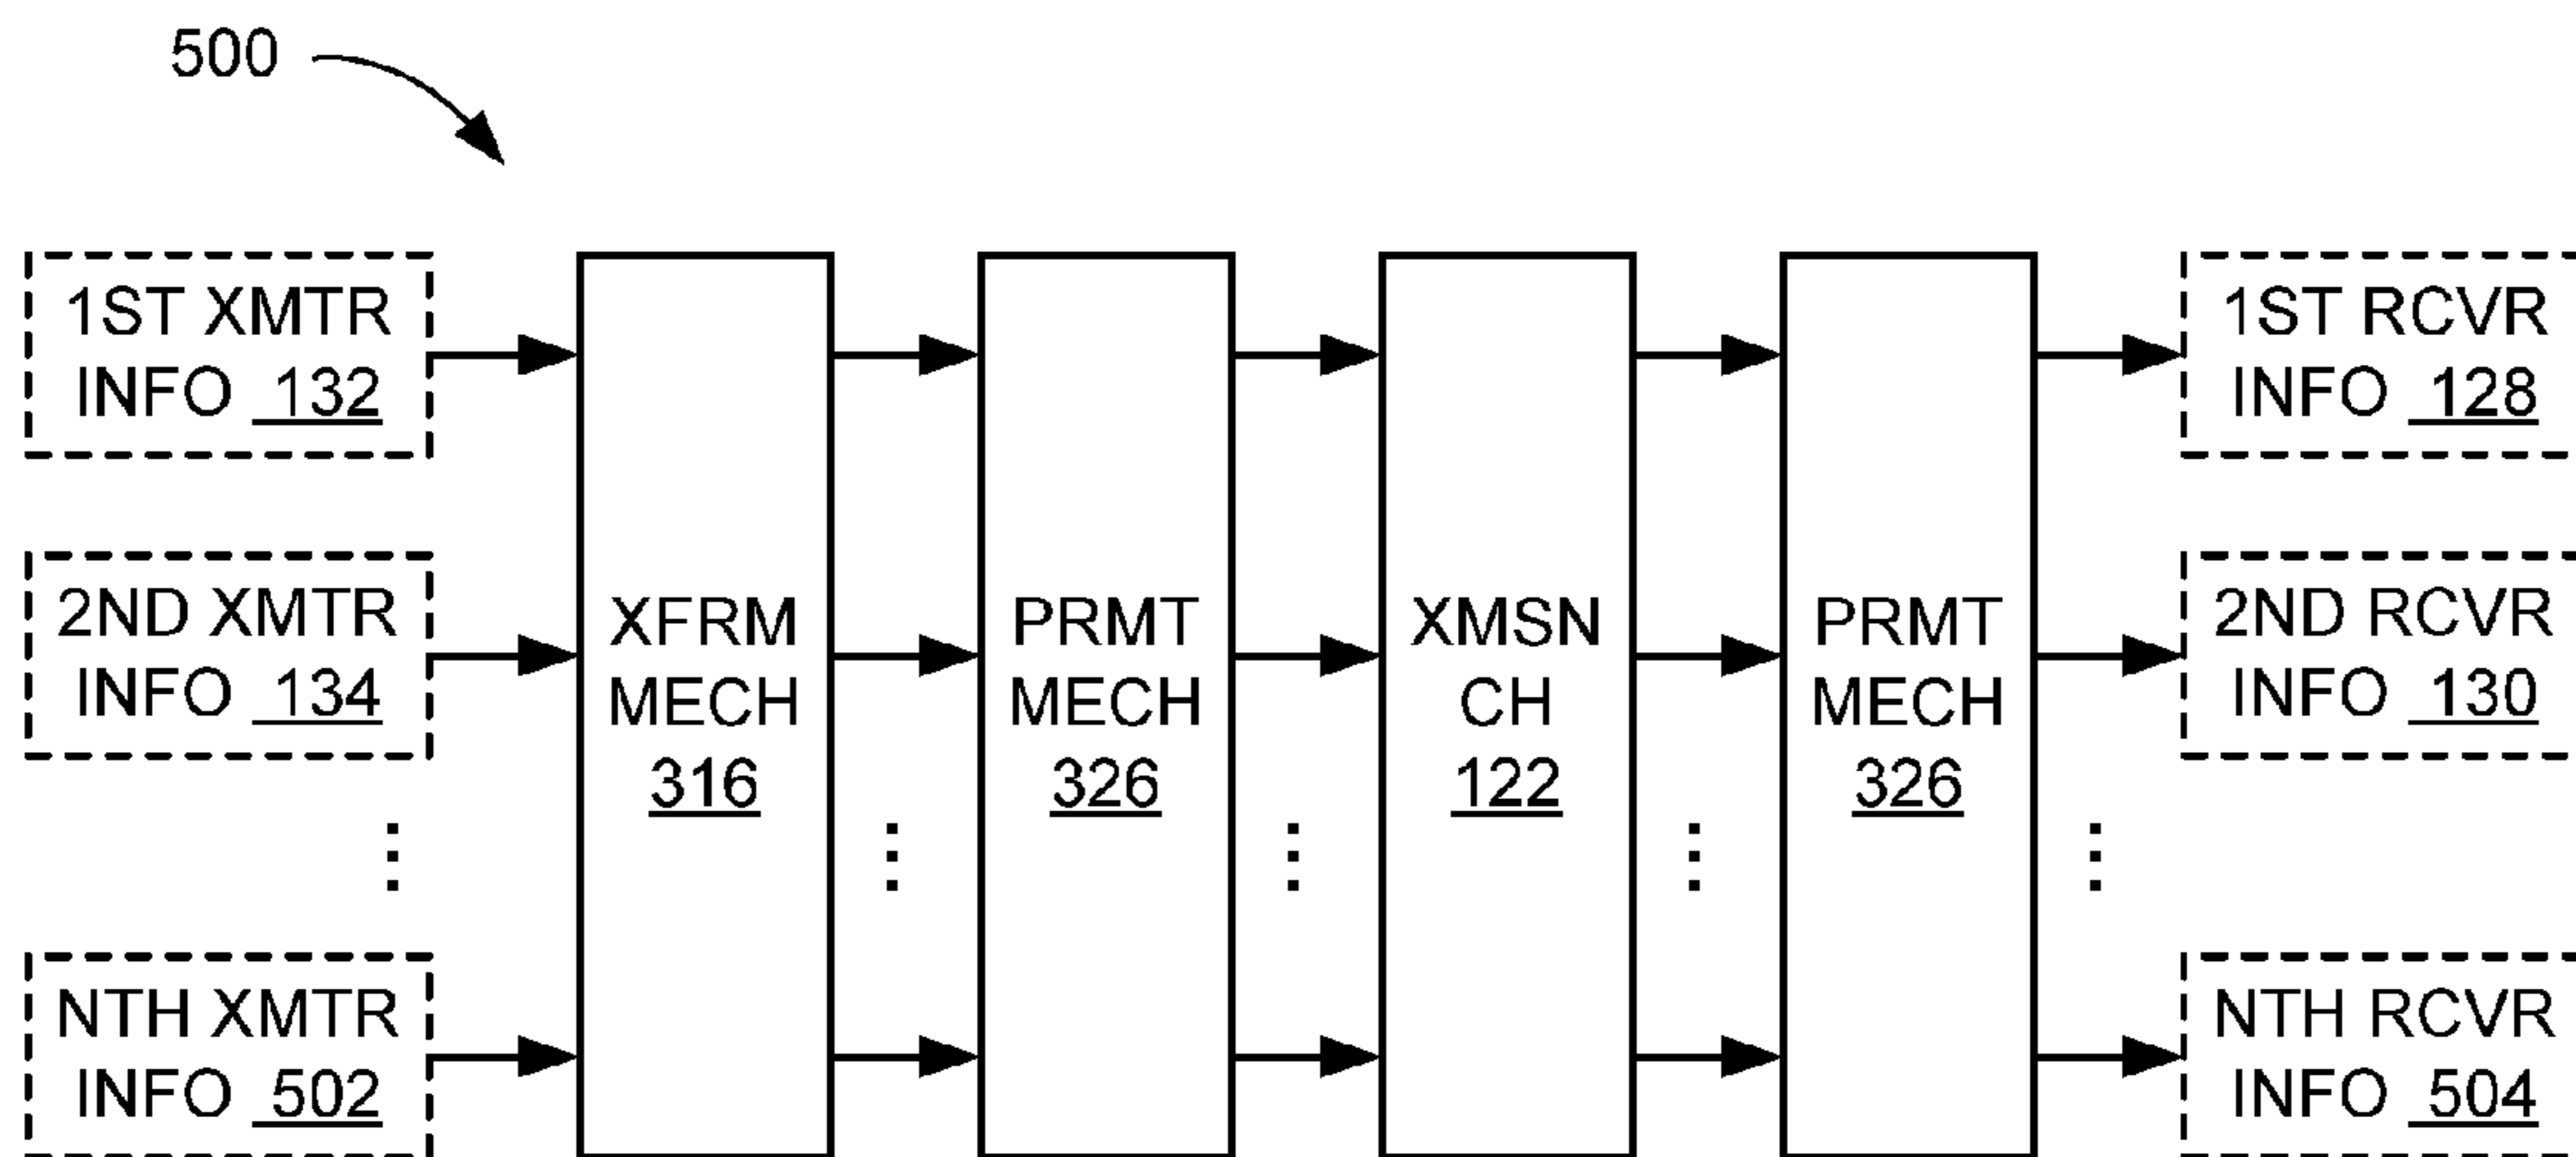 500
1ST XMTR
INFO 132
2ND XMTR
INFO 134
NTH XMTR
INFO 502
XFRM
MECH
316
PRMT
MECH
326
XMSN
CH
122
PRMT
MECH
326
1ST RCVR
INFO 128
2ND RCVR
INFO 130
NTH RCVR
INFO 504